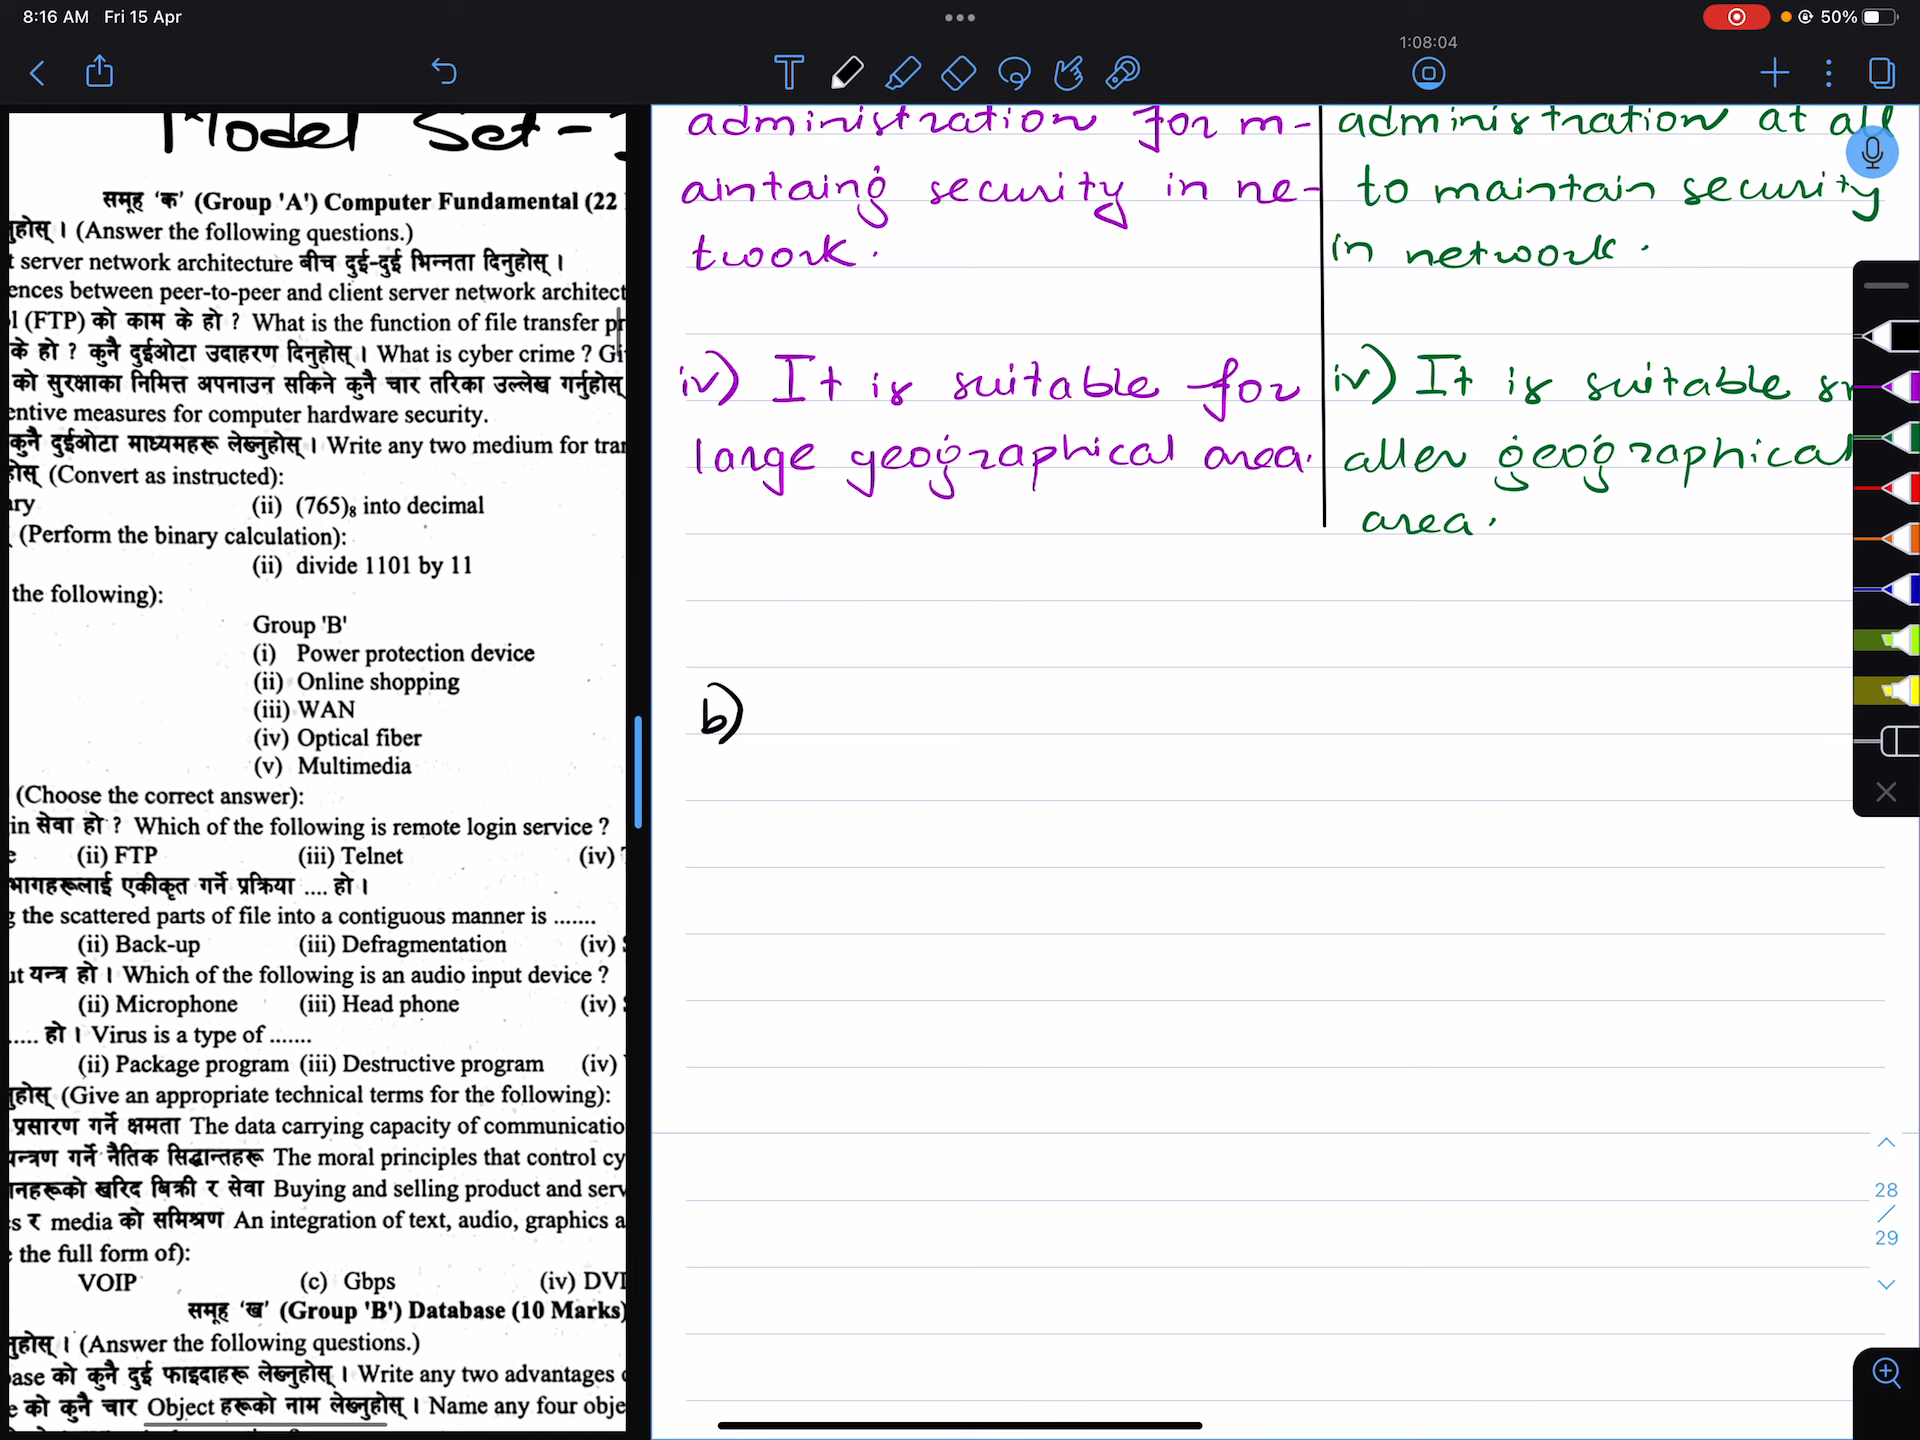 8:16 AM Fri 15 Apr
50%
1:08:04
Model Set-
समूह 'क' (Group 'A') Computer Fundamental (22
नुहोस् । (Answer the following questions.)
t server network architecture बीच दुई-दुई भिन्नता दिनुहोस् ।
ences between peer-to-peer and client server network architect
l (FTP) को काम के हो ? What is the function of file transfer pr
के हो ? कुनै दुईओटा उदाहरण दिनुहोस् । What is cyber crime ? Gi
को सुरक्षाका निमित्त अपनाउन सकिने कुनै चार तरिका उल्लेख गर्नुहोस्
entive measures for computer hardware security.
कुनै दुईओटा माध्यमहरू लेख्नुहोस् । Write any two medium for tran
होस् (Convert as instructed):
ary (ii) (765)₈ into decimal
(Perform the binary calculation):
(ii) divide 1101 by 11
the following):
Group 'B'
(i) Power protection device
(ii) Online shopping
(iii) WAN
(iv) Optical fiber
(v) Multimedia
(Choose the correct answer):
in सेवा हो ? Which of the following is remote login service ?
e (ii) FTP (iii) Telnet (iv)
भागहरूलाई एकीकृत गर्ने प्रक्रिया .... हो ।
g the scattered parts of file into a contiguous manner is .......
(ii) Back-up (iii) Defragmentation (iv)
ut यन्त्र हो । Which of the following is an audio input device ?
(ii) Microphone (iii) Head phone (iv)
..... हो । Virus is a type of .......
(ii) Package program (iii) Destructive program (iv)
नुहोस् (Give an appropriate technical terms for the following):
प्रसारण गर्ने क्षमता The data carrying capacity of communicatio
यन्त्रण गर्ने नैतिक सिद्धान्तहरू The moral principles that control cy
नहरूको खरिद बिक्री र सेवा Buying and selling product and serv
s र media को समिश्रण An integration of text, audio, graphics a
e the full form of):
VOIP (c) Gbps (iv) DVD
समूह 'ख' (Group 'B') Database (10 Marks)
नुहोस् । (Answer the following questions.)
ase को कुनै दुई फाइदाहरू लेख्नुहोस् । Write any two advantages o
e को कुनै चार Object हरूको नाम लेख्नुहोस् । Name any four obje
administration for m-
aintaing security in ne-
twork.
iv) It is suitable for
large geographical area.
administration at all
to maintain security
in network.
iv) It is suitable sm
aller geographical
area.
b)
28
/
29